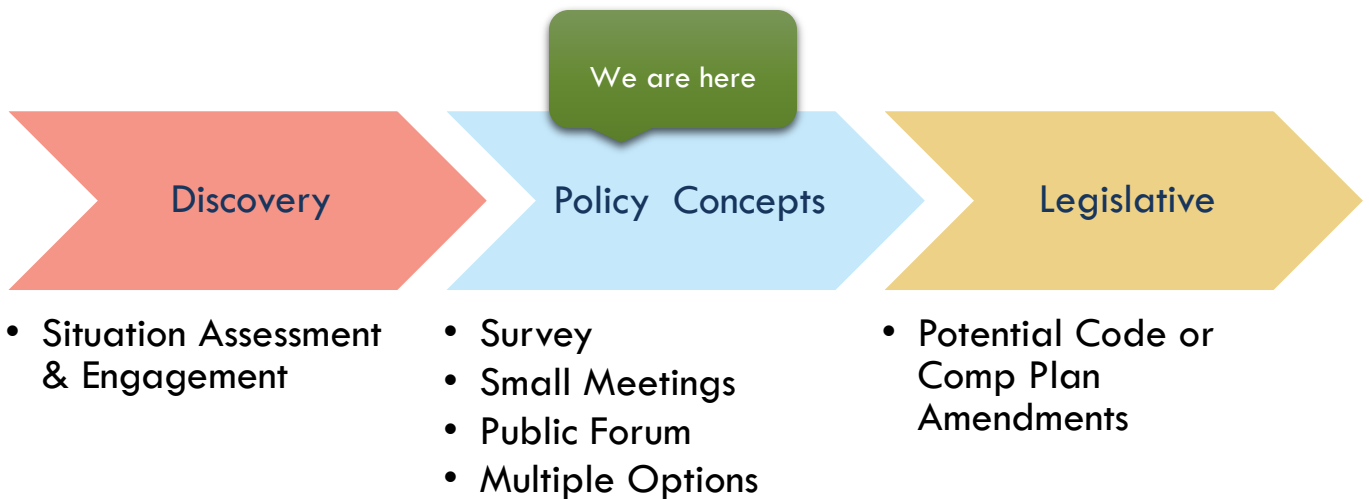 We are here
Discovery
Policy Concepts
Legislative
• Situation Assessment
& Engagement
• Survey
• Small Meetings
• Public Forum
• Multiple Options
• Potential Code or
Comp Plan
Amendments